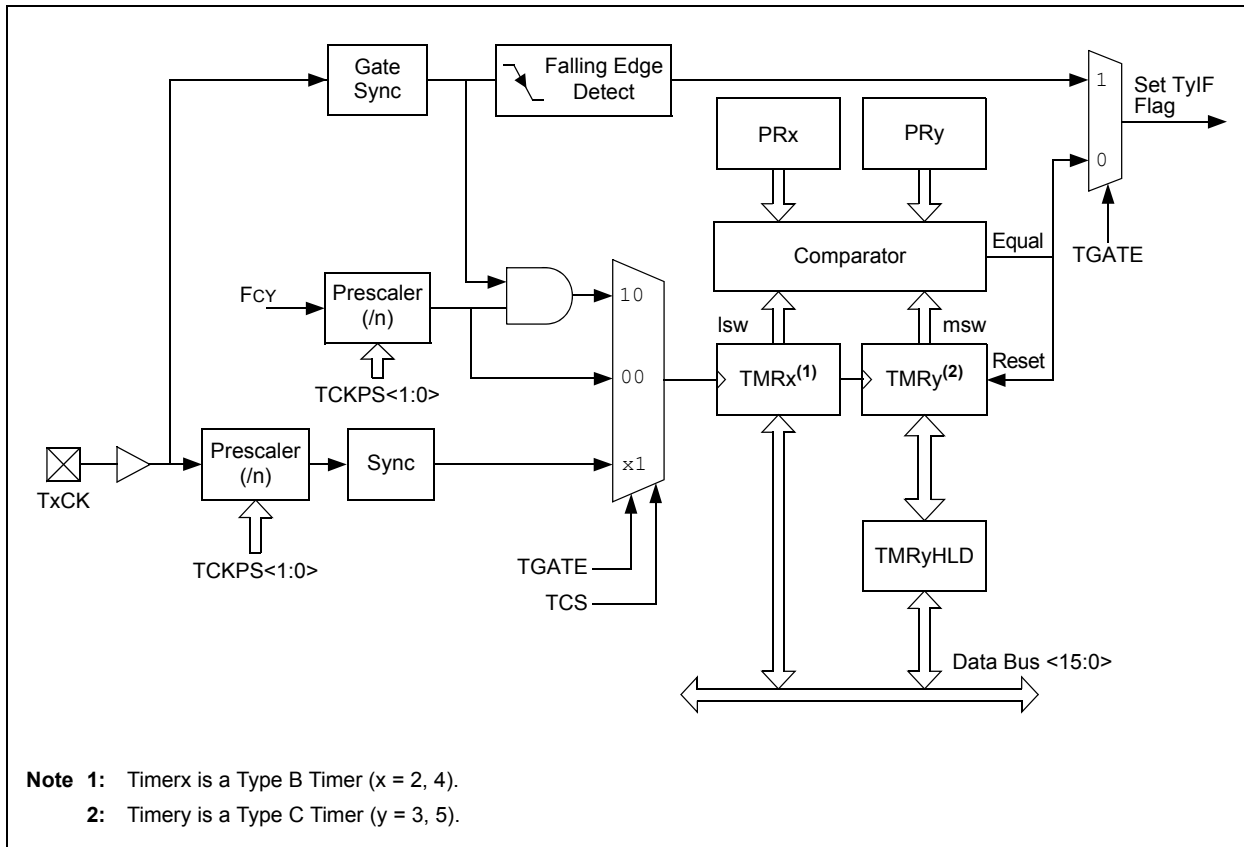 Gate
Sync
Falling Edge
Detect
1
Set TyIF
Flag
PRx
PRy
0
Equal
TGATE
Comparator
FCY
Prescaler
(/n)
10
lsw
msw
TCKPS<1:0>
00
TMRx(1)
TMRy(2)
Reset
TxCK
Prescaler
(/n)
Sync
x1
TCKPS<1:0>
TGATE
TCS
TMRyHLD
Data Bus <15:0>
Note 1: Timerx is a Type B Timer (x = 2, 4).
2: Timery is a Type C Timer (y = 3, 5).